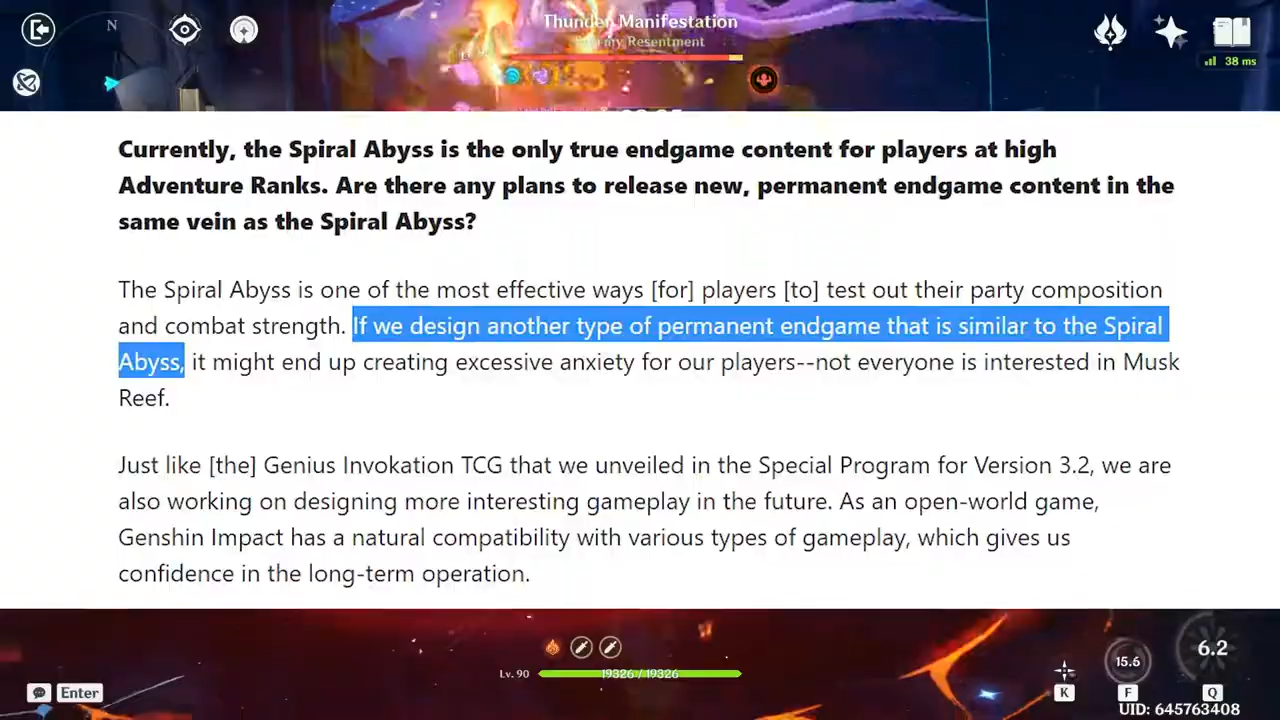 N
Thunder Manifestation
Resentment
38 ms
Currently, the Spiral Abyss is the only true endgame content for players at high
Adventure Ranks. Are there any plans to release new, permanent endgame content in the
same vein as the Spiral Abyss?
The Spiral Abyss is one of the most effective ways [for] players [to] test out their party composition
and combat strength. If we design another type of permanent endgame that is similar to the Spiral
Abyss, it might end up creating excessive anxiety for our players--not everyone is interested in Musk
Reef.
Just like [the] Genius Invokation TCG that we unveiled in the Special Program for Version 3.2, we are
also working on designing more interesting gameplay in the future. As an open-world game,
Genshin Impact has a natural compatibility with various types of gameplay, which gives us
confidence in the long-term operation.
Lv. 90
19326 / 19326
15.6
6.2
Enter
K
F
Q
UID: 645763408